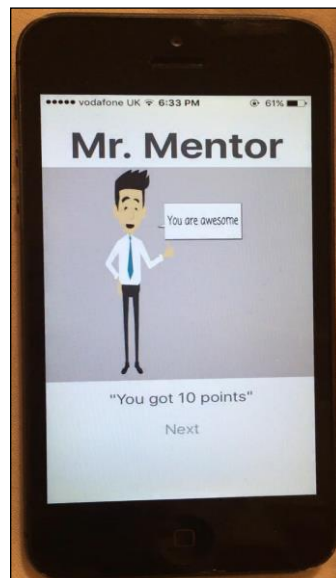 vodafone UK 6:33 PM 61%
Mr. Mentor
You are awesome
"You got 10 points"
Next